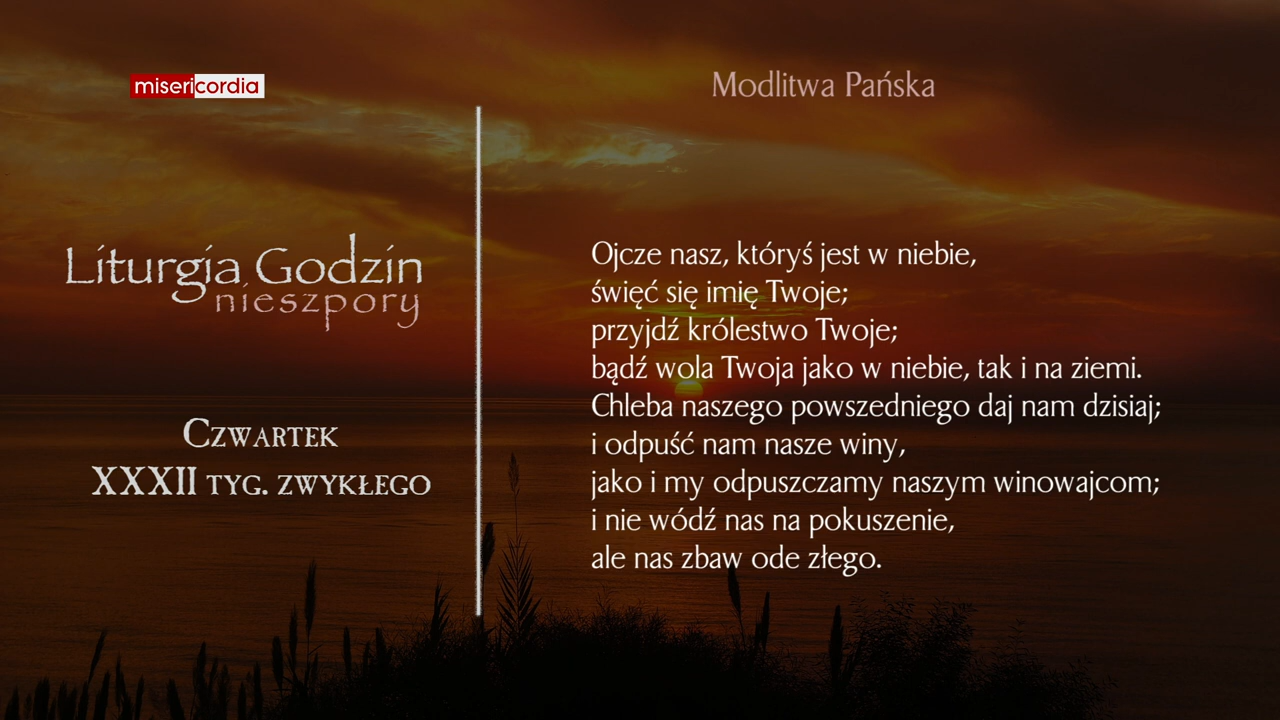 misericordia
Modlitwa Pańska
Liturgia Godzin
nieszpory
Czwartek
XXXII tyg. zwykłego
Ojcze nasz, któryś jest w niebie,
święć się imię Twoje;
przyjdź królestwo Twoje;
bądź wola Twoja jako w niebie, tak i na ziemi.
Chleba naszego powszedniego daj nam dzisiaj;
i odpuść nam nasze winy,
jako i my odpuszczamy naszym winowajcom;
i nie wódź nas na pokuszenie,
ale nas zbaw ode złego.